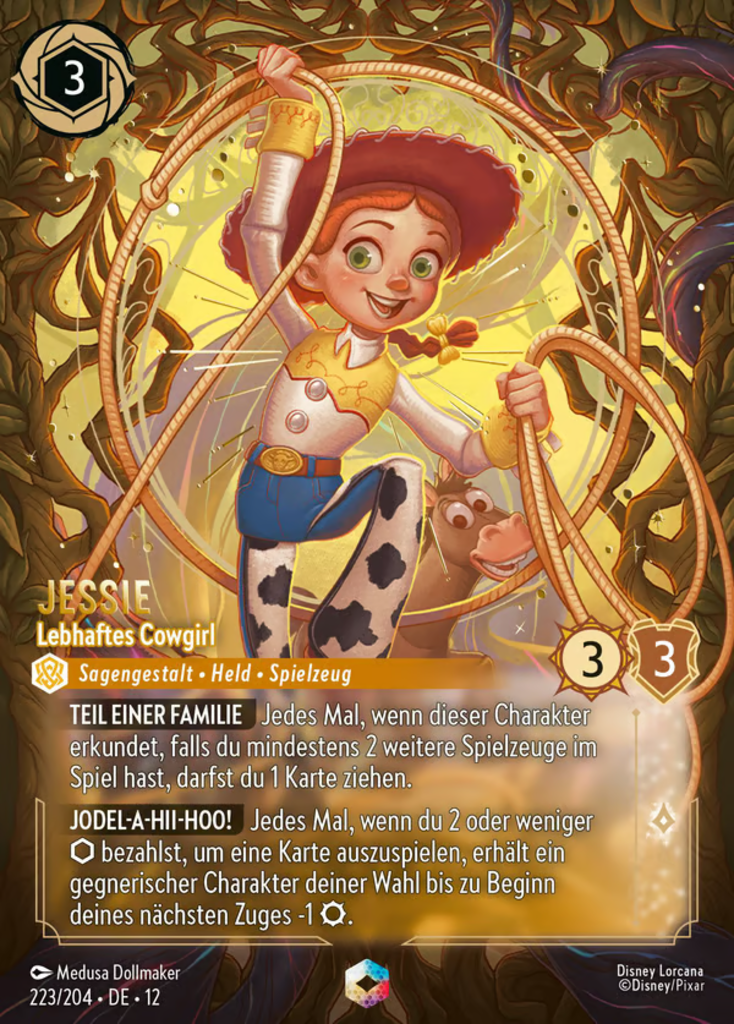 3
JESSIE
Lebhaftes Cowgirl
Sagengestalt • Held • Spielzeug
3
3
TEIL EINER FAMILIE Jedes Mal, wenn dieser Charakter
erkundet, falls du mindestens 2 weitere Spielzeuge im
Spiel hast, darfst du 1 Karte ziehen.
JODEL-A-HII-HOO! Jedes Mal, wenn du 2 oder weniger
⬡ bezahlst, um eine Karte auszuspielen, erhält ein
gegnerischer Charakter deiner Wahl bis zu Beginn
deines nächsten Zuges -1 ¤.
Medusa Dollmaker
223/204 • DE • 12
Disney Lorcana
©Disney/Pixar